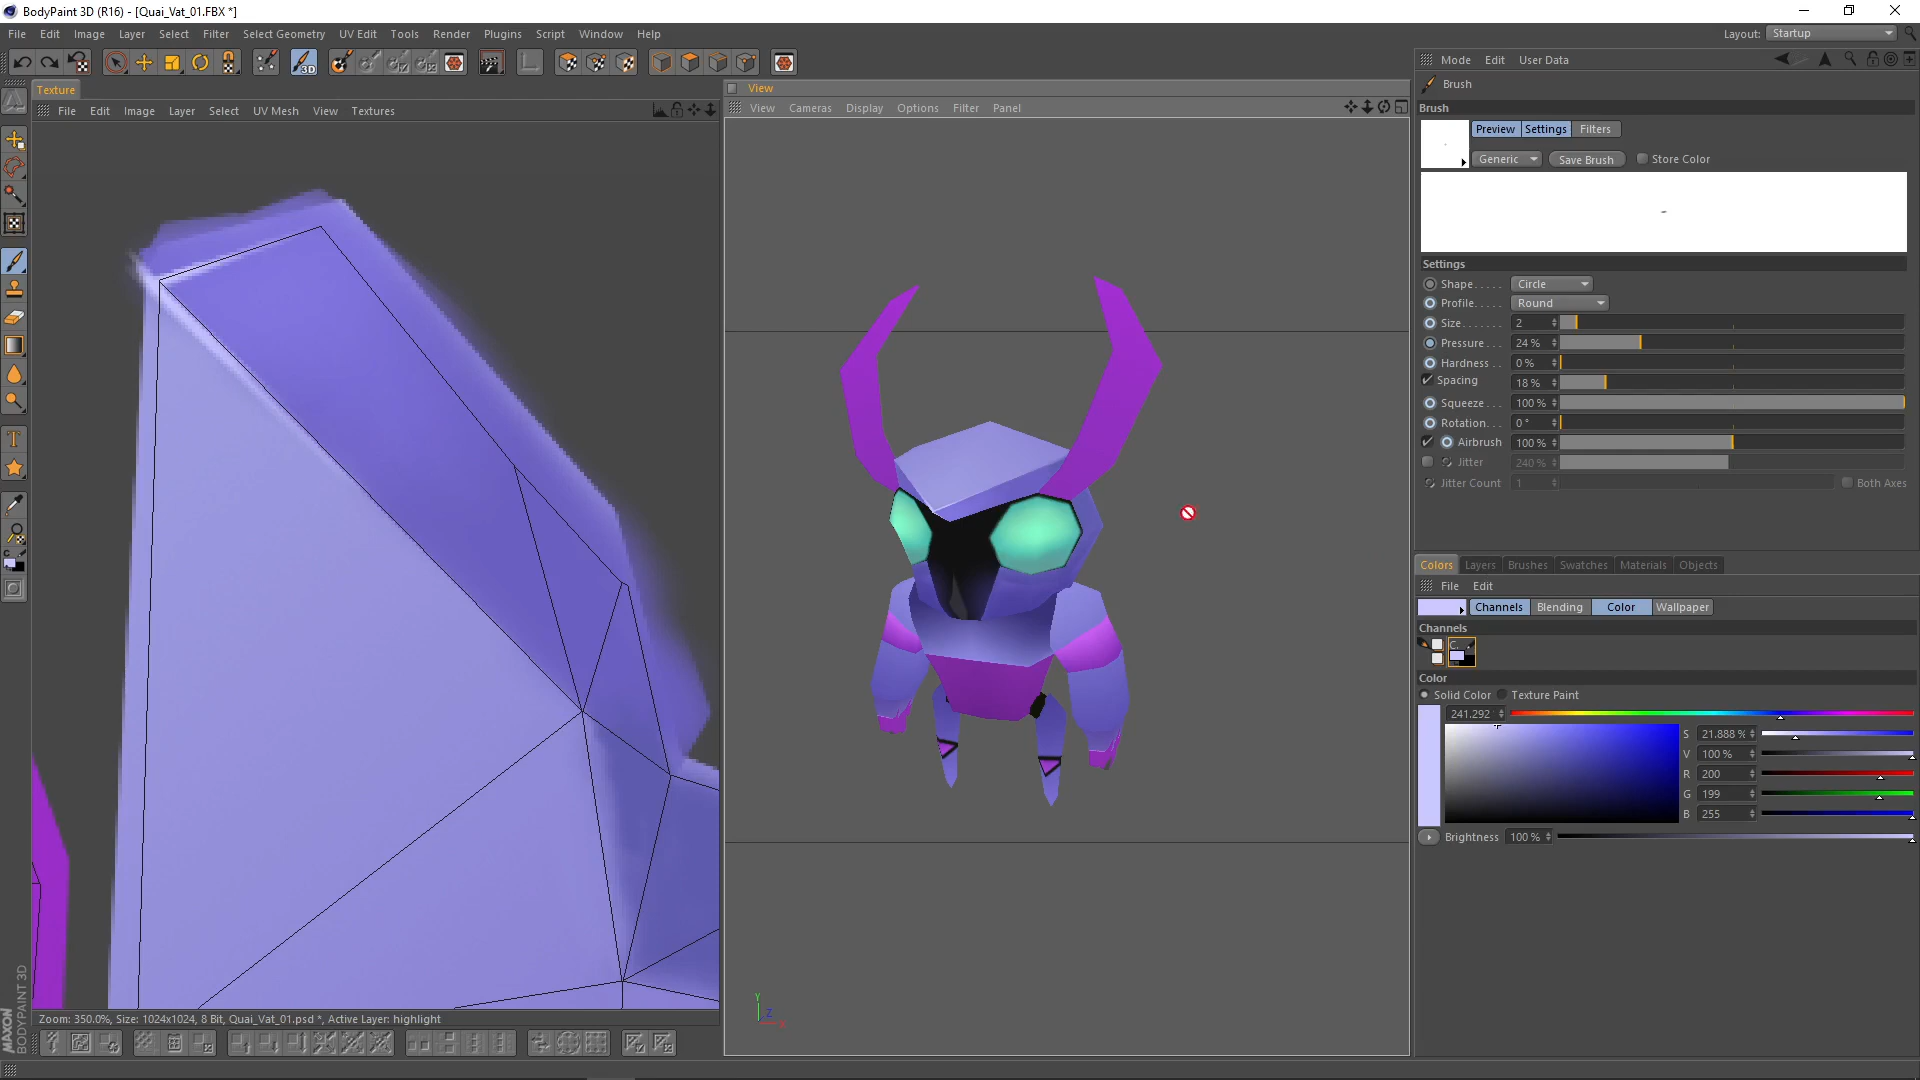 BodyPaint 3D (R16) - [Quai_Vat_01.FBX *]
File Edit Image Layer Select Filter Select Geometry UV Edit Tools Render Plugins Script Window Help
Layout: Startup
Texture
File Edit Image Layer Select UV Mesh View Textures
View
View Cameras Display Options Filter Panel
Mode Edit User Data
Brush
Brush
Preview Settings Filters
Generic Save Brush Store Color
Settings
Shape..... Circle
Profile..... Round
Size....... 2
Pressure... 24 %
Hardness.. 0 %
Spacing 18 %
Squeeze... 100 %
Rotation... 0 °
Airbrush 100 %
Jitter 240 %
Jitter Count 1 Both Axes
Colors Layers Brushes Swatches Materials Objects
File Edit
Channels Blending Color Wallpaper
Channels
C
Color
Solid Color Texture Paint
241.292 °
S 21.888 %
V 100 %
R 200
G 199
B 255
Brightness 100 %
3D
T
C
Y
Z
MAXON
BODYPAINT 3D
Zoom: 350.0%, Size: 1024x1024, 8 Bit, Quai_Vat_01.psd *, Active Layer: highlight